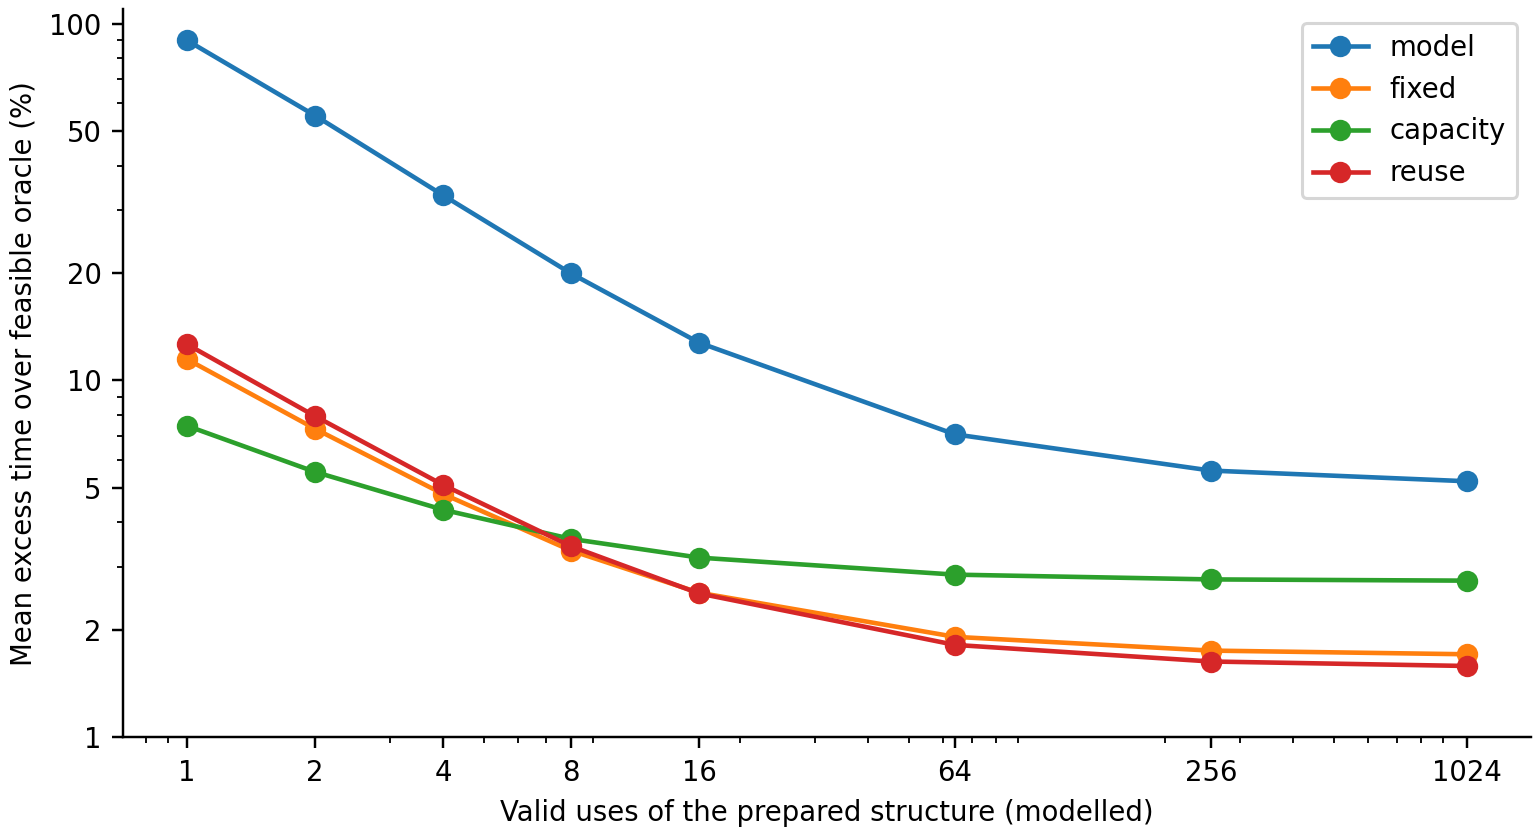 Mean excess time over feasible oracle (%)
100
50
20
10
5
2
1
model
fixed
capacity
reuse
1 2 4 8 16 64 256 1024
Valid uses of the prepared structure (modelled)